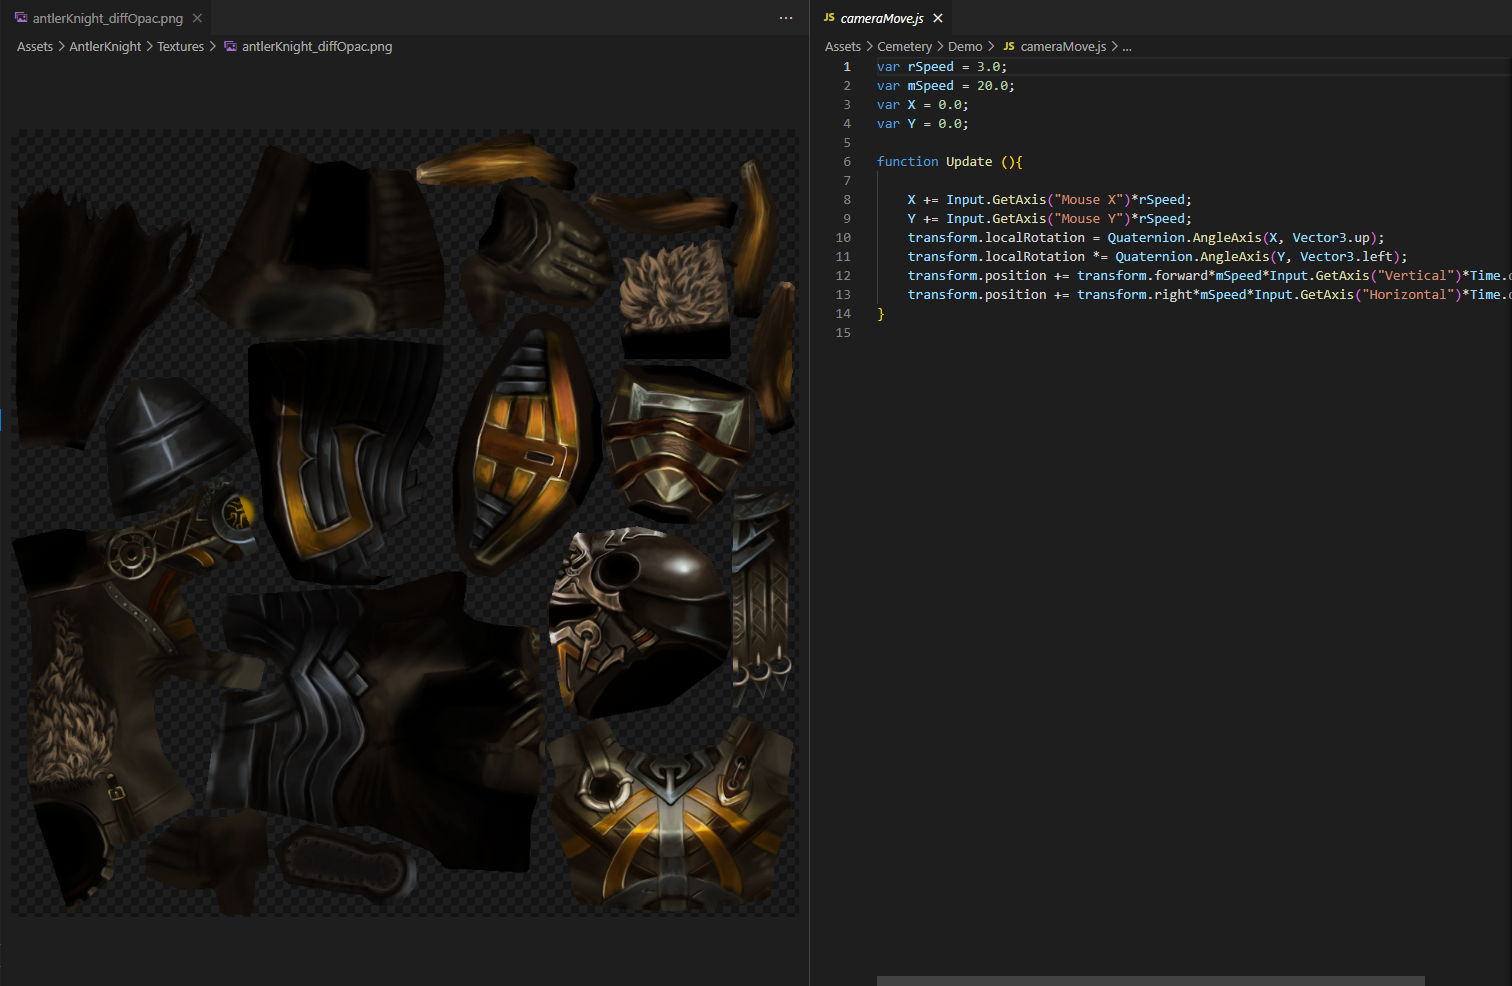 antlerKnight_diffOpac.png
Assets > AntlerKnight > Textures > antlerKnight_diffOpac.png
JS cameraMove.js
Assets > Cemetery > Demo > JS cameraMove.js > ...
1 var rSpeed = 3.0;
2 var mSpeed = 20.0;
3 var X = 0.0;
4 var Y = 0.0;
5
6 function Update (){
7
8 X += Input.GetAxis("Mouse X")*rSpeed;
9 Y += Input.GetAxis("Mouse Y")*rSpeed;
10 transform.localRotation = Quaternion.AngleAxis(X, Vector3.up);
11 transform.localRotation *= Quaternion.AngleAxis(Y, Vector3.left);
12 transform.position += transform.forward*mSpeed*Input.GetAxis("Vertical")*Time.
13 transform.position += transform.right*mSpeed*Input.GetAxis("Horizontal")*Time.
14 }
15